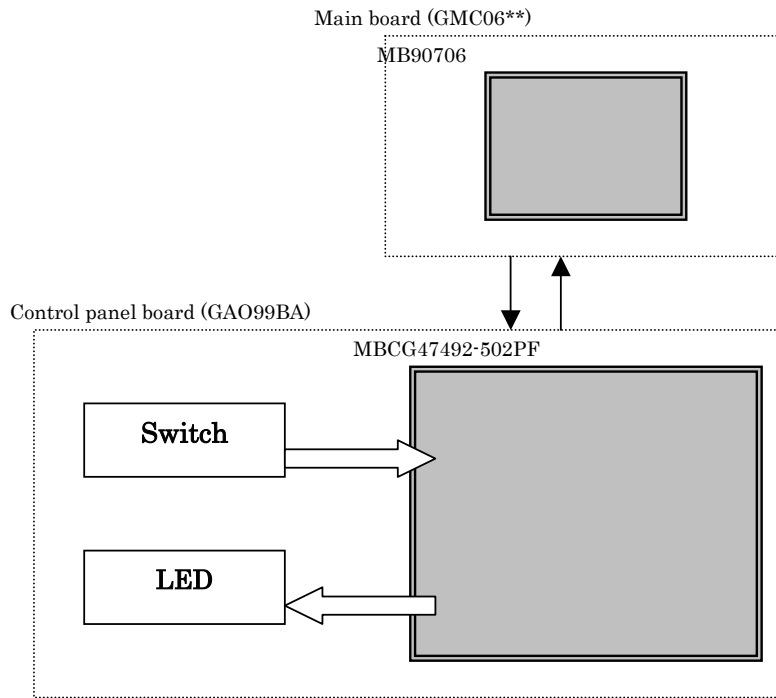 Main board (GMC06**)
MB90706
Control panel board (GAO99BA)
MBCG47492-502PF
Switch
LED